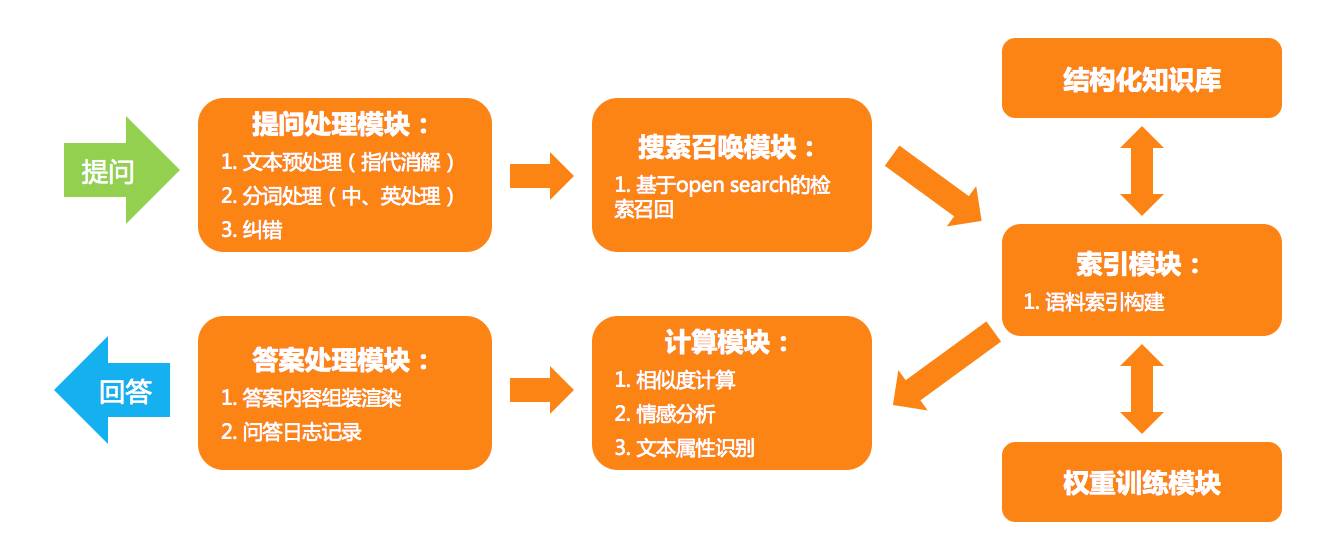 提问
提问处理模块：
1. 文本预处理（指代消解）
2. 分词处理（中、英处理）
3. 纠错
搜索召唤模块：
1. 基于open search的检
索召回
结构化知识库
索引模块：
1. 语料索引构建
权重训练模块
计算模块：
1. 相似度计算
2. 情感分析
3. 文本属性识别
答案处理模块：
1. 答案内容组装渲染
2. 问答日志记录
回答